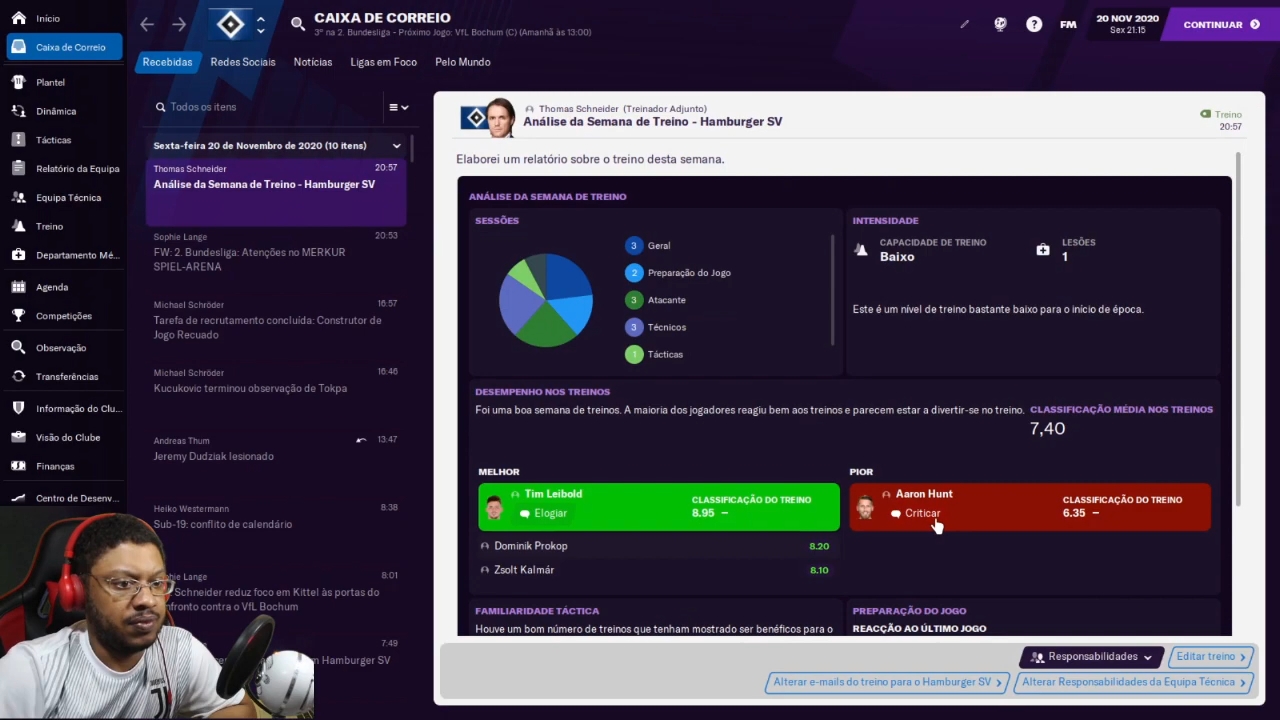 Início
Caixa de Correio
Plantel
Dinâmica
Tácticas
Relatório da Equipa
Equipa Técnica
Treino
Departamento Mé...
Agenda
Competições
Observação
Transferências
Informação do Clu...
Visão do Clube
Finanças
Centro de Desenv...
CAIXA DE CORREIO
3º na 2. Bundesliga - Próximo Jogo: VfL Bochum (C) (Amanhã às 13:00)
FM
20 NOV 2020
Sex 21:15
CONTINUAR
Recebidas
Redes Sociais
Notícias
Ligas em Foco
Pelo Mundo
Todos os itens
Sexta-feira 20 de Novembro de 2020 (10 itens)
Thomas Schneider 20:57
Análise da Semana de Treino - Hamburger SV
Sophie Lange 20:53
FW: 2. Bundesliga: Atenções no MERKUR
SPIEL-ARENA
Michael Schröder 16:57
Tarefa de recrutamento concluída: Construtor de
Jogo Recuado
Michael Schröder 16:46
Kucukovic terminou observação de Tokpa
Andreas Thum 13:47
Jeremy Dudziak lesionado
Heiko Westermann 8:38
Sub-19: conflito de calendário
phie Lange 8:01
Schneider reduz foco em Kittel às portas do
nfronto contra o VfL Bochum
7:49
Hamburger SV
Thomas Schneider (Treinador Adjunto)
Análise da Semana de Treino - Hamburger SV
Treino
20:57
Elaborei um relatório sobre o treino desta semana.
ANÁLISE DA SEMANA DE TREINO
SESSÕES
3 Geral
2 Preparação do Jogo
3 Atacante
3 Técnicos
1 Tácticas
INTENSIDADE
CAPACIDADE DE TREINO
Baixo
LESÕES
1
Este é um nível de treino bastante baixo para o início de época.
DESEMPENHO NOS TREINOS
Foi uma boa semana de treinos. A maioria dos jogadores reagiu bem aos treinos e parecem estar a divertir-se no treino.
CLASSIFICAÇÃO MÉDIA NOS TREINOS
7,40
MELHOR
Tim Leibold
Elogiar
CLASSIFICAÇÃO DO TREINO
8.95 –
Dominik Prokop 8.20
Zsolt Kalmár 8.10
PIOR
Aaron Hunt
Criticar
CLASSIFICAÇÃO DO TREINO
6.35 –
FAMILIARIDADE TÁCTICA
Houve um bom número de treinos que tenham mostrado ser benéficos para o
PREPARAÇÃO DO JOGO
REACÇÃO AO ÚLTIMO JOGO
Responsabilidades
Editar treino
Alterar e-mails do treino para o Hamburger SV
Alterar Responsabilidades da Equipa Técnica